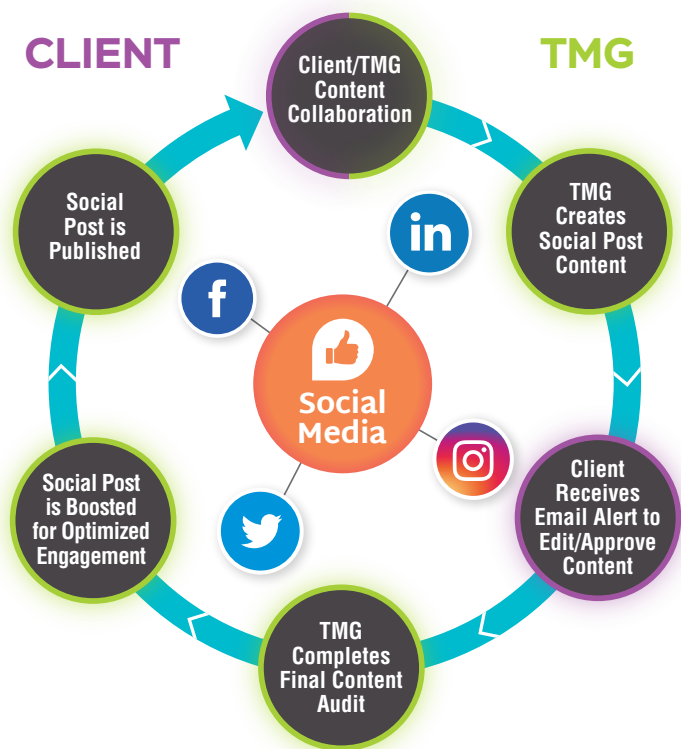 CLIENT
TMG
Client/TMG
Content
Collaboration
TMG
Creates
Social Post
Content
Client
Receives
Email Alert to
Edit/Approve
Content
TMG
Completes
Final Content
Audit
Social Post
is Boosted
for Optimized
Engagement
Social
Post is
Published
in
f
Social
Media